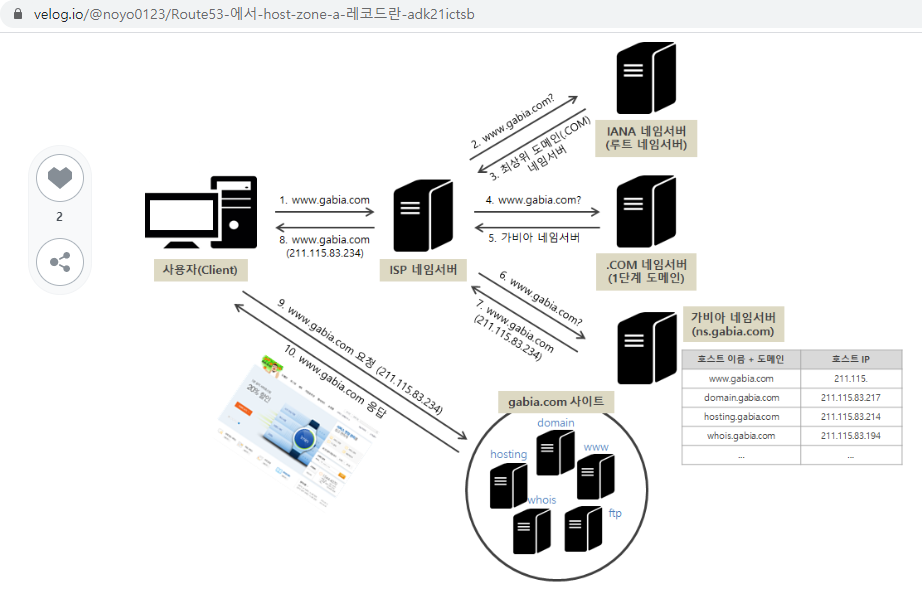 velog.io/@noyo0123/Route53-에서-host-zone-a-레코드란-adk21ictsb
2
사용자(Client)
1. www.gabia.com
8. www.gabia.com
(211.115.83.234)
ISP 네임서버
2. www.gabia.com?
3. 최상위 도메인(.COM)
네임서버
IANA 네임서버
(루트 네임서버)
4. www.gabia.com?
5. 가비아 네임서버
.COM 네임서버
(1단계 도메인)
6. www.gabia.com?
7. www.gabia.com
(211.115.83.234)
가비아 네임서버
(ns.gabia.com)
호스트 이름 + 도메인 호스트 IP
www.gabia.com 211.115.
domain.gabia.com 211.115.83.217
hosting.gabia.com 211.115.83.214
whois.gabia.com 211.115.83.194
... ...
9. www.gabia.com 요청 (211.115.83.234)
10. www.gabia.com 응답
20% 할인
gabia.com 사이트
domain
hosting
www
whois
ftp